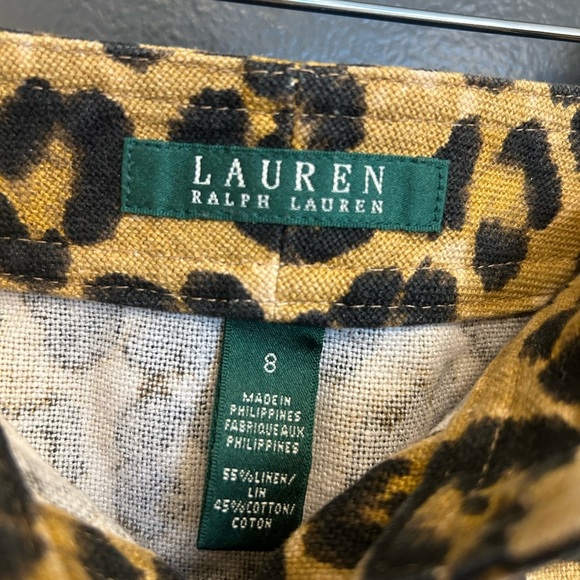 LAUREN
RALPH LAUREN
8
MADE IN
PHILIPPINES
FABRIQUE AUX
PHILIPPINES
55%LINEN/
LIN
45%COTTON/
COTON